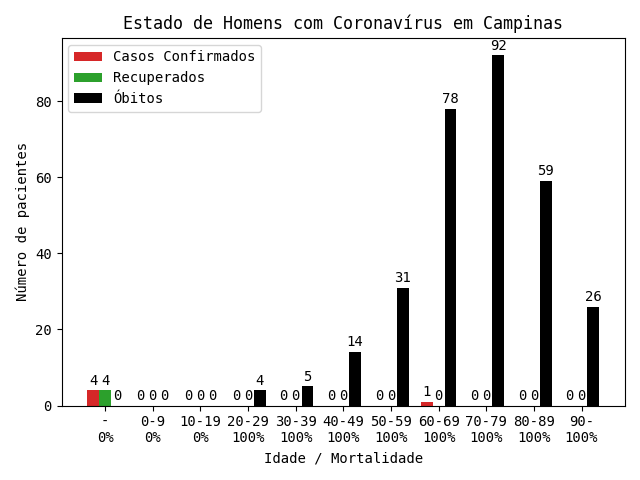 Estado de Homens com Coronavírus em Campinas
Casos Confirmados
Recuperados
Óbitos
Número de pacientes
80
60
40
20
0
4 4 0
0 0 0
0 0 0
0 0 4
0 0 5
0 0 14
0 0 31
1 0 78
0 0 92
0 0 59
0 0 26
- 0-9 10-19 20-29 30-39 40-49 50-59 60-69 70-79 80-89 90-
0% 0% 0% 100% 100% 100% 100% 100% 100% 100% 100%
Idade / Mortalidade